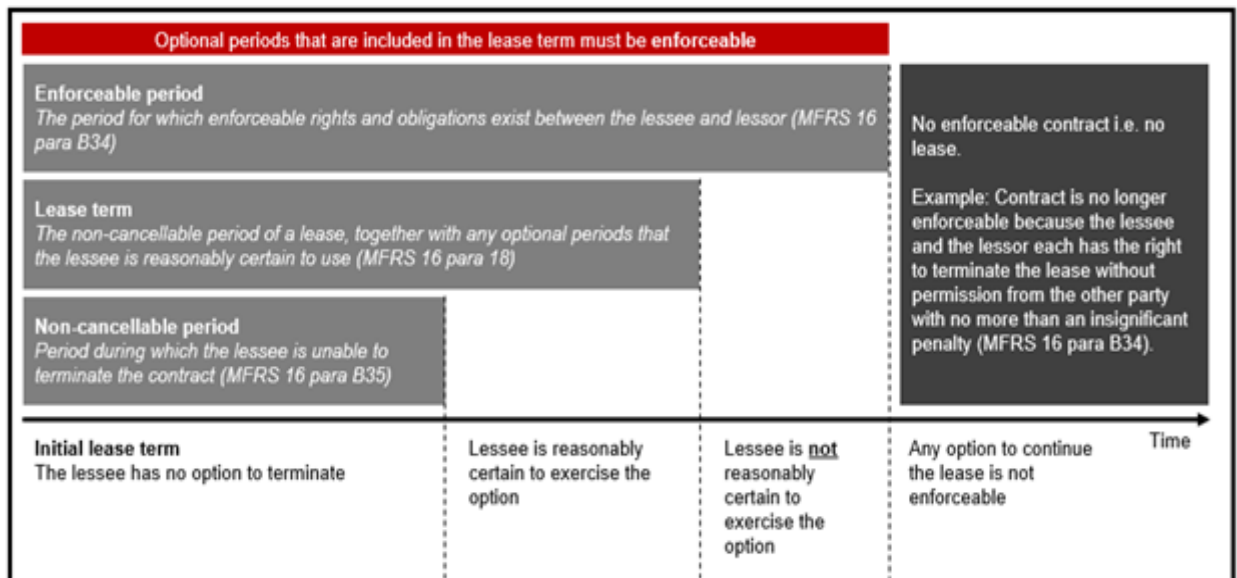 Optional periods that are included in the lease term must be enforceable
Enforceable period
The period for which enforceable rights and obligations exist between the lessee and lessor (MFRS 16
para B34)
Lease term
The non-cancellable period of a lease, together with any optional periods that
the lessee is reasonably certain to use (MFRS 16 para 18)
Non-cancellable period
Period during which the lessee is unable to
terminate the contract (MFRS 16 para B35)
No enforceable contract i.e. no
lease.
Example: Contract is no longer
enforceable because the lessee
and the lessor each has the right
to terminate the lease without
permission from the other party
with no more than an insignificant
penalty (MFRS 16 para B34).
Time
Initial lease term
The lessee has no option to terminate
Lessee is reasonably
certain to exercise the
option
Lessee is not
reasonably
certain to
exercise the
option
Any option to continue
the lease is not
enforceable